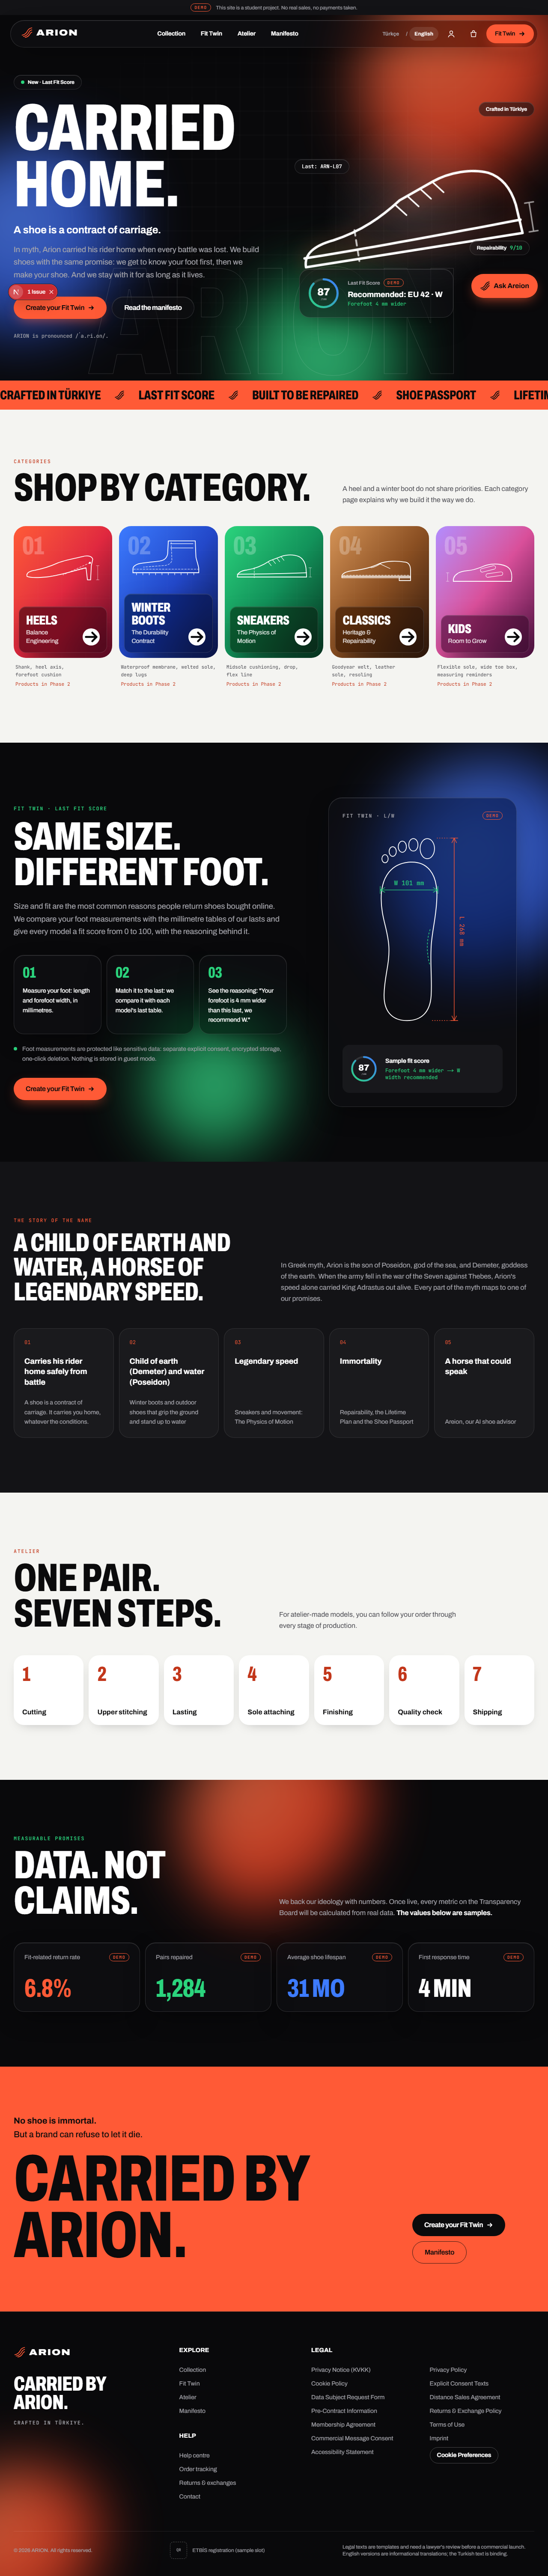 DEMO This site is a student project. No real sales, no payments taken.
ARION Collection Fit Twin Atelier Manifesto Türkçe / English Fit Twin →
New · Last Fit Score
Crafted in Türkiye
CARRIED
HOME.
Last: ARN-L07
A shoe is a contract of carriage.
In myth, Arion carried his rider home when every battle was lost. We build
shoes with the same promise: we get to know your foot first, then we
make your shoe. And we stay with it for as long as it lives.
Repairability 9/10
N 1 Issue ×
Create your Fit Twin →
Read the manifesto
87
Last Fit Score DEMO
Recommended: EU 42 · W
Forefoot 4 mm wider
Ask Areion
ARION
CRAFTED IN TÜRKIYE LAST FIT SCORE BUILT TO BE REPAIRED SHOE PASSPORT LIFETIM
CATEGORIES
SHOP BY CATEGORY.
A heel and a winter boot do not share priorities. Each category
page explains why we build it the way we do.
01
HEELS
Balance
Engineering
Shank, heel axis,
forefoot cushion
Products in Phase 2
02
WINTER
BOOTS
The Durability
Contract
Waterproof membrane, welted sole,
deep lugs
Products in Phase 2
03
SNEAKERS
The Physics of
Motion
Midsole cushioning, drop,
flex line
Products in Phase 2
04
CLASSICS
Heritage &
Repairability
Goodyear welt, leather
sole, resoling
Products in Phase 2
05
KIDS
Room to Grow
Flexible sole, wide toe box,
measuring reminders
Products in Phase 2
FIT TWIN · LAST FIT SCORE
SAME SIZE.
DIFFERENT FOOT.
Size and fit are the most common reasons people return shoes bought online.
We compare your foot measurements with the millimetre tables of our lasts and
give every model a fit score from 0 to 100, with the reasoning behind it.
01
Measure your foot: length
and forefoot width, in
millimetres.
02
Match it to the last: we
compare it with each
model's last table.
03
See the reasoning: "Your
forefoot is 4 mm wider
than this last, we
recommend W."
Foot measurements are protected like sensitive data: separate explicit consent, encrypted storage,
one-click deletion. Nothing is stored in guest mode.
Create your Fit Twin →
FIT TWIN · L/W DEMO
W 101 mm
L 268 mm
87
Sample fit score
Forefoot 4 mm wider → W
width recommended
THE STORY OF THE NAME
A CHILD OF EARTH AND
WATER, A HORSE OF
LEGENDARY SPEED.
In Greek myth, Arion is the son of Poseidon, god of the sea, and Demeter, goddess
of the earth. When the army fell in the war of the Seven against Thebes, Arion's
speed alone carried King Adrastus out alive. Every part of the myth maps to one of
our promises.
01
Carries his rider
home safely from
battle
A shoe is a contract of
carriage. It carries you home,
whatever the conditions.
02
Child of earth
(Demeter) and water
(Poseidon)
Winter boots and outdoor
shoes that grip the ground
and stand up to water
03
Legendary speed
Sneakers and movement:
The Physics of Motion
04
Immortality
Repairability, the Lifetime
Plan and the Shoe Passport
05
A horse that could
speak
Areion, our AI shoe advisor
ATELIER
ONE PAIR.
SEVEN STEPS.
For atelier-made models, you can follow your order through
every stage of production.
1
Cutting
2
Upper stitching
3
Lasting
4
Sole attaching
5
Finishing
6
Quality check
7
Shipping
MEASURABLE PROMISES
DATA. NOT
CLAIMS.
We back our ideology with numbers. Once live, every metric on the Transparency
Board will be calculated from real data. The values below are samples.
Fit-related return rate DEMO
6.8%
Pairs repaired DEMO
1,284
Average shoe lifespan DEMO
31 MO
First response time DEMO
4 MIN
No shoe is immortal.
But a brand can refuse to let it die.
CARRIED BY
ARION.
Create your Fit Twin →
Manifesto
ARION
CARRIED BY
ARION.
CRAFTED IN TÜRKIYE.
EXPLORE
Collection
Fit Twin
Atelier
Manifesto
HELP
Help centre
Order tracking
Returns & exchanges
Contact
LEGAL
Privacy Notice (KVKK)
Cookie Policy
Data Subject Request Form
Pre-Contract Information
Membership Agreement
Commercial Message Consent
Accessibility Statement
Privacy Policy
Explicit Consent Texts
Distance Sales Agreement
Returns & Exchange Policy
Terms of Use
Imprint
Cookie Preferences
© 2026 ARION. All rights reserved.
ETBİS registration (sample slot)
Legal texts are templates and need a lawyer's review before a commercial launch.
English versions are informational translations; the Turkish text is binding.